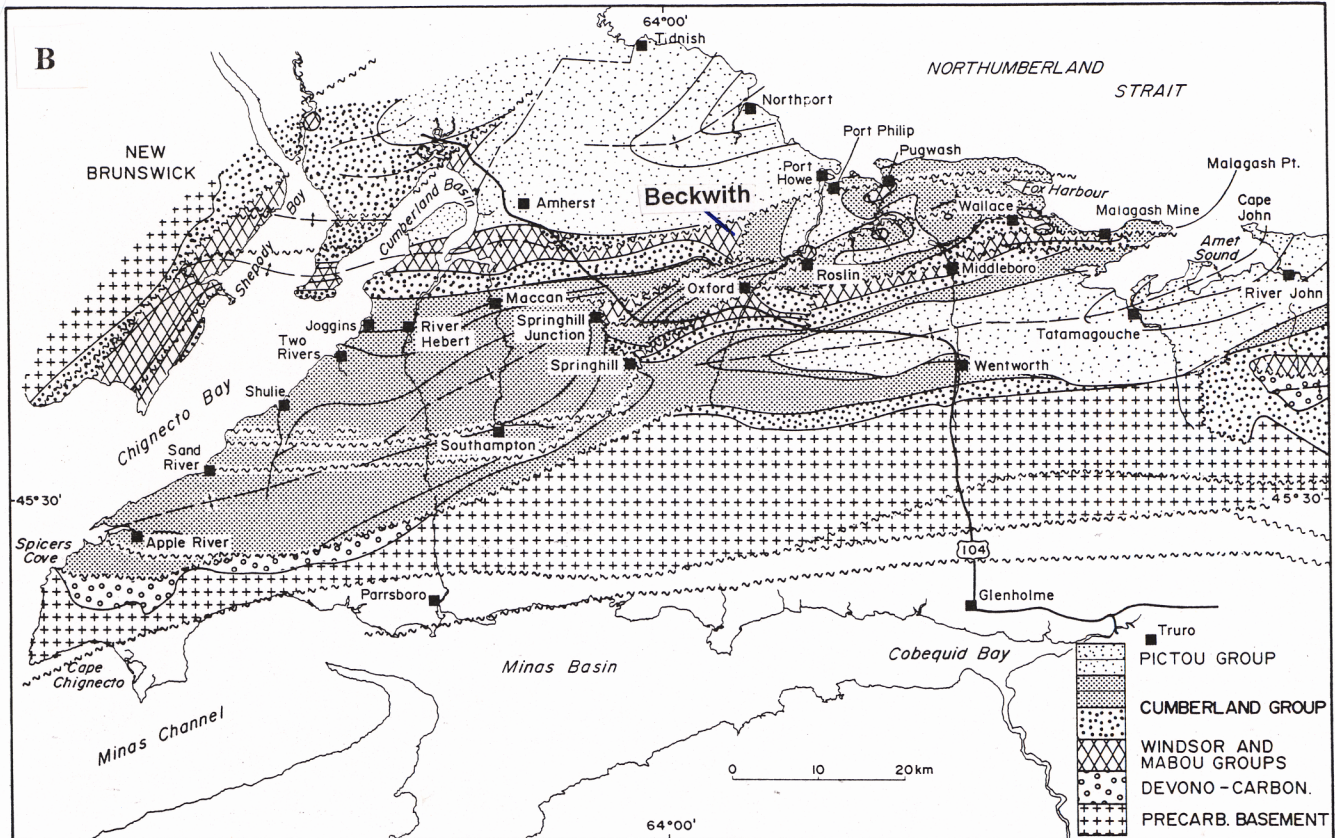 B
64°00'
Tidnish
NORTHUMBERLAND
STRAIT
Northport
NEW
BRUNSWICK
Port Philip
Pugwash
Port
Howe
Malagash Pt.
Fox Harbour
Beckwith
Amherst
Wallace
Malagash Mine
Cape
John
Shepody Bay
Cumberland Basin
Amet
Sound
Roslin
Middleboro
Oxford
River John
Maccan
Joggins
River
Hebert
Springhill
Junction
Tatamagouche
Two
Rivers
Springhill
Wentworth
Shulie
Chignecto Bay
Southampton
Sand
River
45°30'
45°30'
Spicers
Cove
Apple River
104
Parrsboro
Glenholme
Truro
Cape
Chignecto
Minas Basin
Cobequid Bay
Minas Channel
PICTOU GROUP
CUMBERLAND GROUP
WINDSOR AND
MABOU GROUPS
DEVONO-CARBON.
PRECARB. BASEMENT
0 10 20 km
64°00'